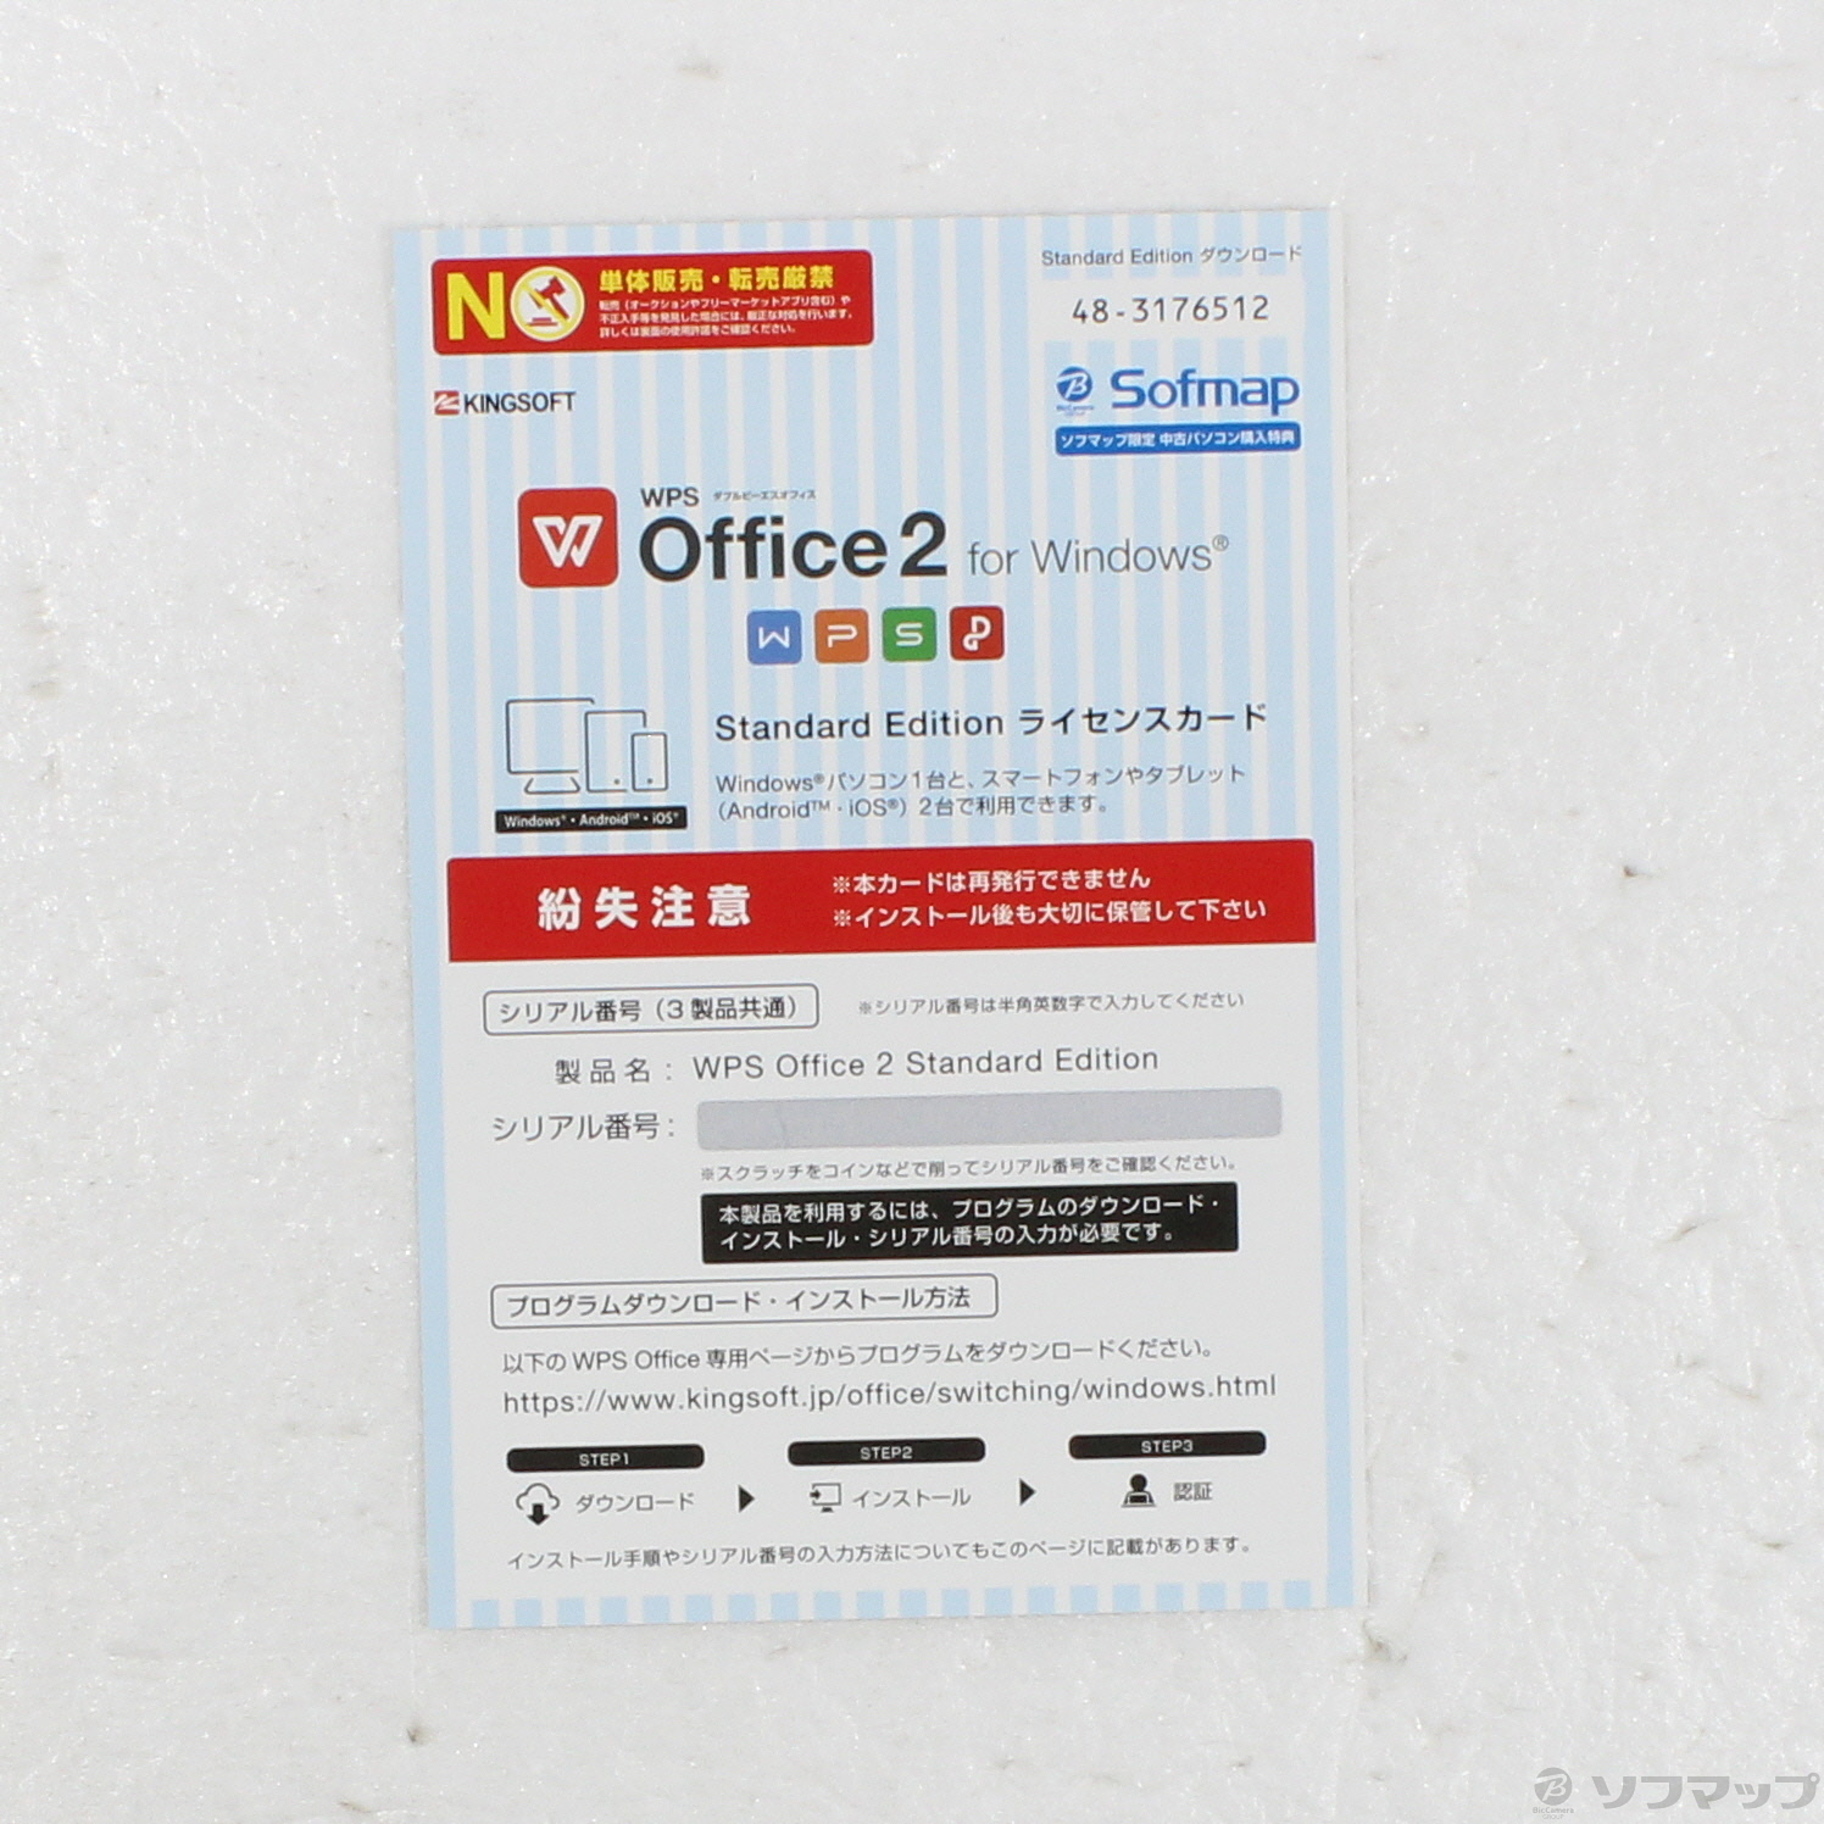 NO
単体販売・転売厳禁
転売（オークションやフリーマーケットアプリ含む）や
不正入手等を発見した場合には、厳正な対処を行います。
詳しくは裏面の使用許諾をご確認ください。
Standard Edition ダウンロード
48-3176512
KINGSOFT
B BicCamera GROUP Sofmap
ソフマップ限定 中古パソコン購入特典
WPS ダブルピーエスオフィス
Office 2 for Windows®
W P S P
Standard Edition ライセンスカード
Windows®パソコン1台と、スマートフォンやタブレット
（Android™・iOS®）2台で利用できます。
Windows®・Android™・iOS®
紛失注意
※本カードは再発行できません
※インストール後も大切に保管して下さい
シリアル番号（3 製品共通）
※シリアル番号は半角英数字で入力してください
製品名： WPS Office 2 Standard Edition
シリアル番号：
※スクラッチをコインなどで削ってシリアル番号をご確認ください。
本製品を利用するには、プログラムのダウンロード・
インストール・シリアル番号の入力が必要です。
プログラムダウンロード・インストール方法
以下の WPS Office 専用ページからプログラムをダウンロードください。
https://www.kingsoft.jp/office/switching/windows.html
STEP1 STEP2 STEP3
ダウンロード インストール 認証
インストール手順やシリアル番号の入力方法についてもこのページに記載があります。
B BicCamera GROUP ソフマップ